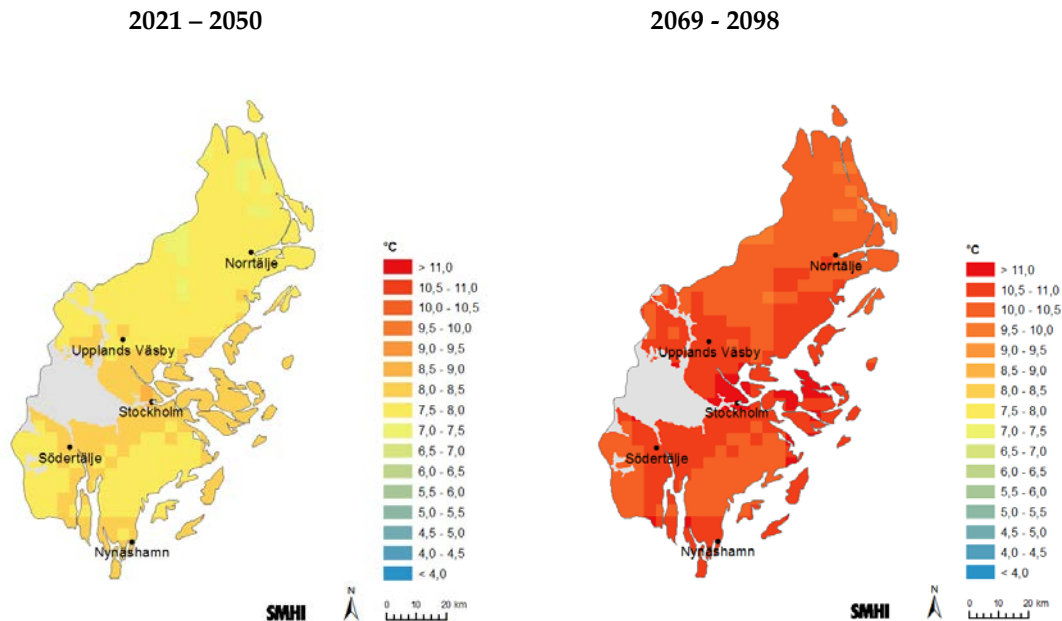 2021 – 2050
2069 - 2098
Norrtälje
Upplands Väsby
Stockholm
Södertälje
Nynäshamn
°C
> 11,0
10,5 - 11,0
10,0 - 10,5
9,5 - 10,0
9,0 - 9,5
8,5 - 9,0
8,0 - 8,5
7,5 - 8,0
7,0 - 7,5
6,5 - 7,0
6,0 - 6,5
5,5 - 6,0
5,0 - 5,5
4,5 - 5,0
4,0 - 4,5
< 4,0
SMHI
N
0 10 20 km
Norrtälje
Upplands Väsby
Stockholm
Södertälje
Nynäshamn
°C
> 11,0
10,5 - 11,0
10,0 - 10,5
9,5 - 10,0
9,0 - 9,5
8,5 - 9,0
8,0 - 8,5
7,5 - 8,0
7,0 - 7,5
6,5 - 7,0
6,0 - 6,5
5,5 - 6,0
5,0 - 5,5
4,5 - 5,0
4,0 - 4,5
< 4,0
SMHI
N
0 10 20 km